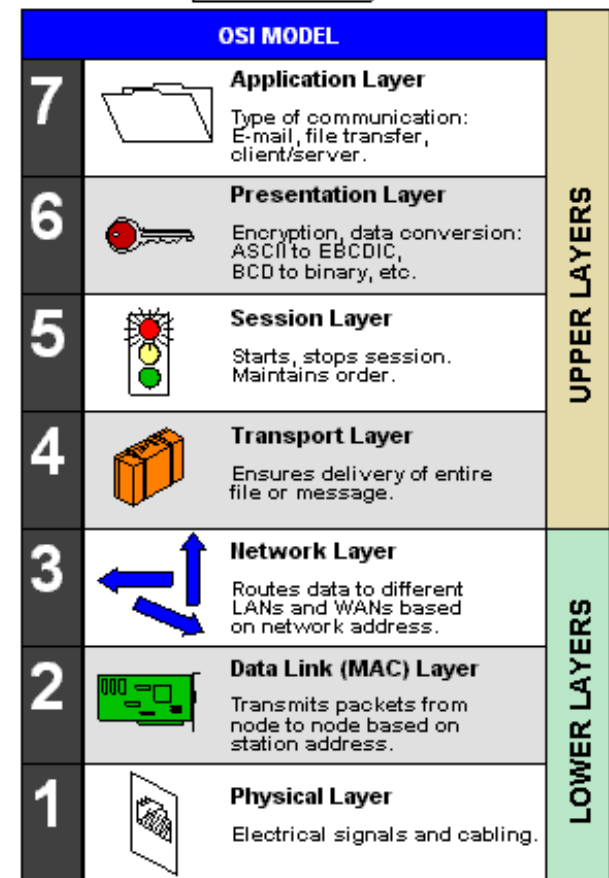 OSI MODEL
7
Application Layer
Type of communication:
E-mail, file transfer,
client/server.
6
Presentation Layer
Encryption, data conversion:
ASCII to EBCDIC,
BCD to binary, etc.
5
Session Layer
Starts, stops session.
Maintains order.
4
Transport Layer
Ensures delivery of entire
file or message.
UPPER LAYERS
3
Network Layer
Routes data to different
LANs and WANs based
on network address.
2
Data Link (MAC) Layer
Transmits packets from
node to node based on
station address.
1
Physical Layer
Electrical signals and cabling.
LOWER LAYERS